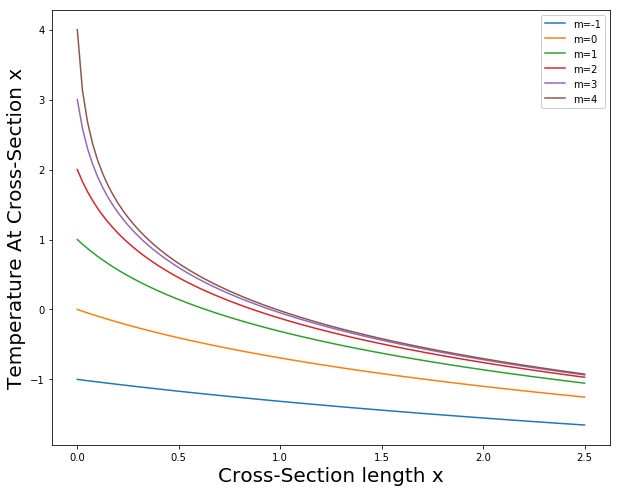 m=-1
m=0
m=1
m=2
m=3
m=4
4
3
2
1
0
−1
Temperature At Cross-Section x
0.0 0.5 1.0 1.5 2.0 2.5
Cross-Section length x